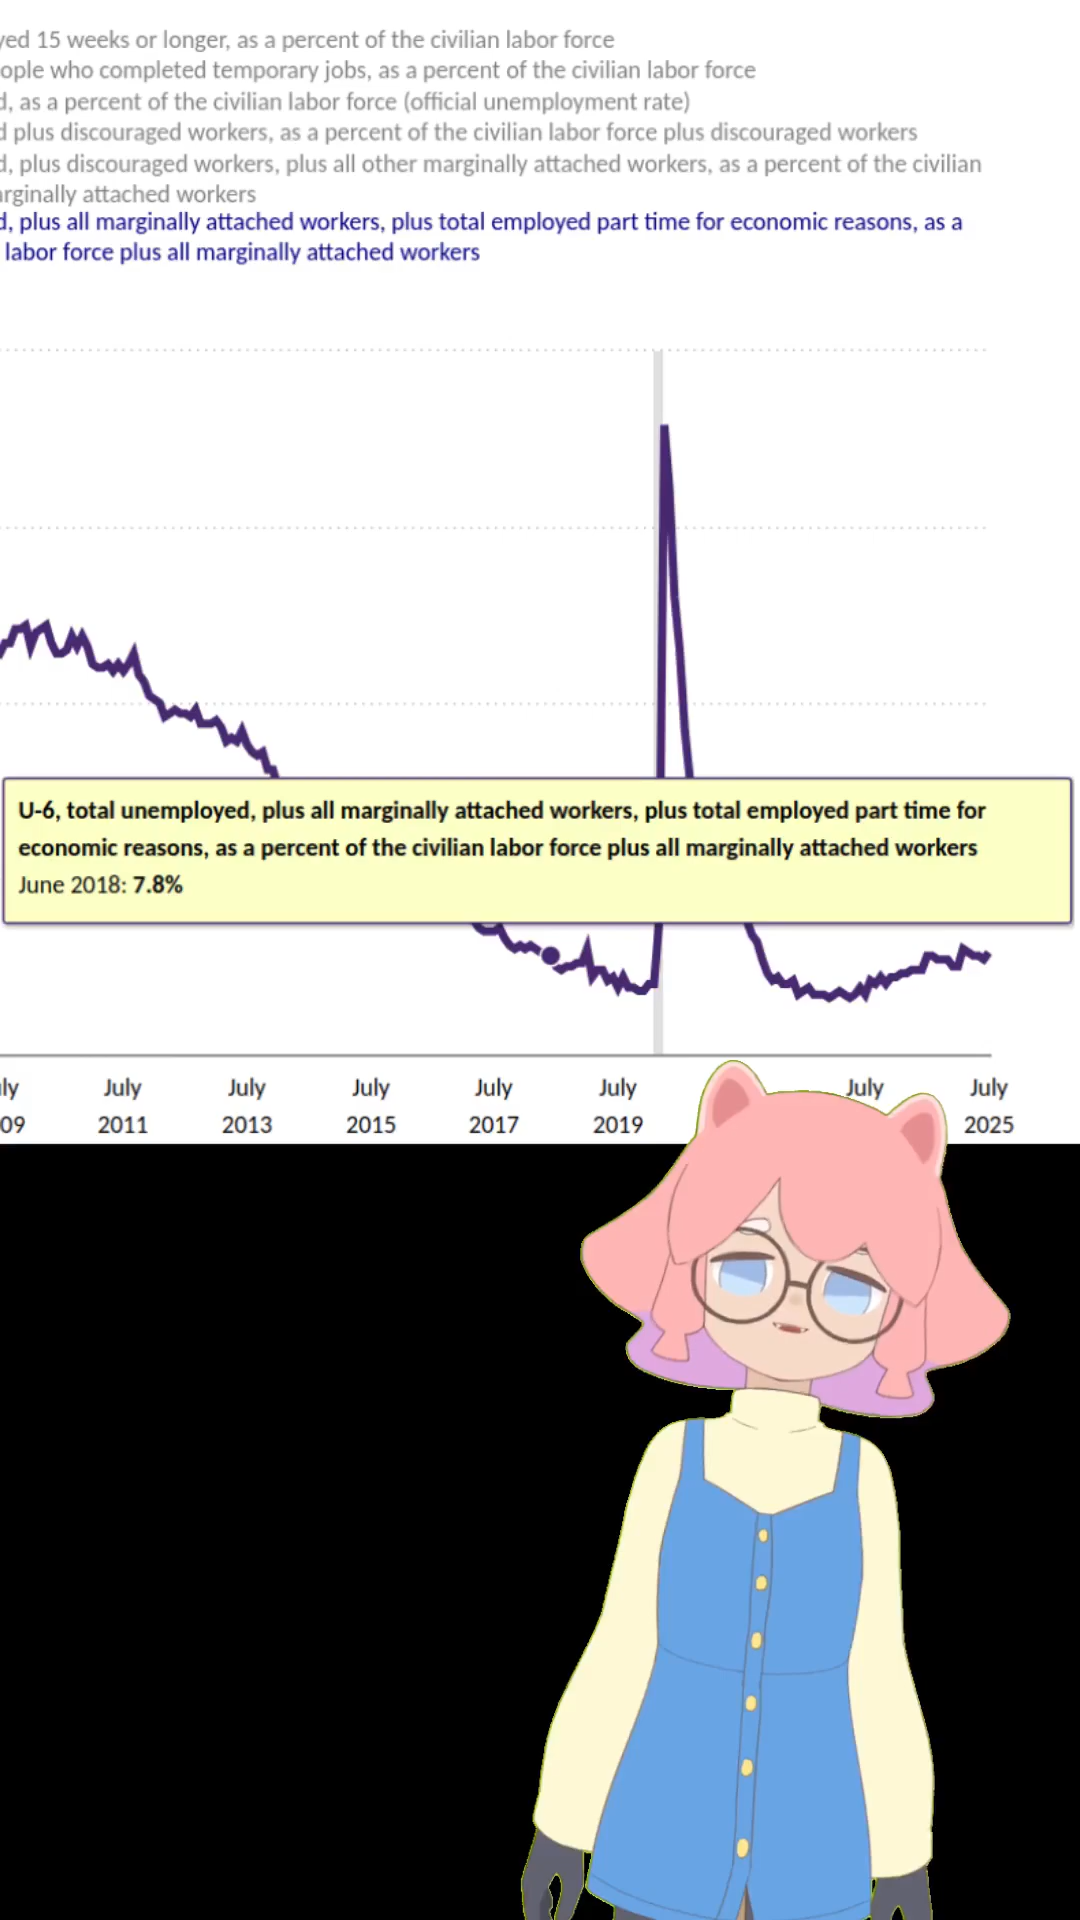 yed 15 weeks or longer, as a percent of the civilian labor force
ople who completed temporary jobs, as a percent of the civilian labor force
d, as a percent of the civilian labor force (official unemployment rate)
d plus discouraged workers, as a percent of the civilian labor force plus discouraged workers
d, plus discouraged workers, plus all other marginally attached workers, as a percent of the civilian
arginally attached workers
d, plus all marginally attached workers, plus total employed part time for economic reasons, as a
labor force plus all marginally attached workers
U-6, total unemployed, plus all marginally attached workers, plus total employed part time for
economic reasons, as a percent of the civilian labor force plus all marginally attached workers
June 2018: 7.8%
ly July July July July July July July
09 2011 2013 2015 2017 2019 2025